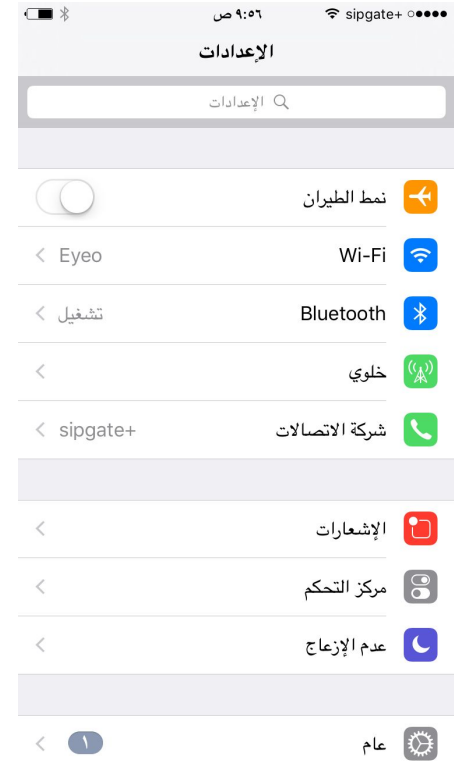 sipgate+ ٩:٥٦ ص
الإعدادات
الإعدادات
نمط الطيران
Wi-Fi Eyeo
Bluetooth تشغيل
خلوي
شركة الاتصالات sipgate+
الإشعارات
مركز التحكم
عدم الإزعاج
عام ١